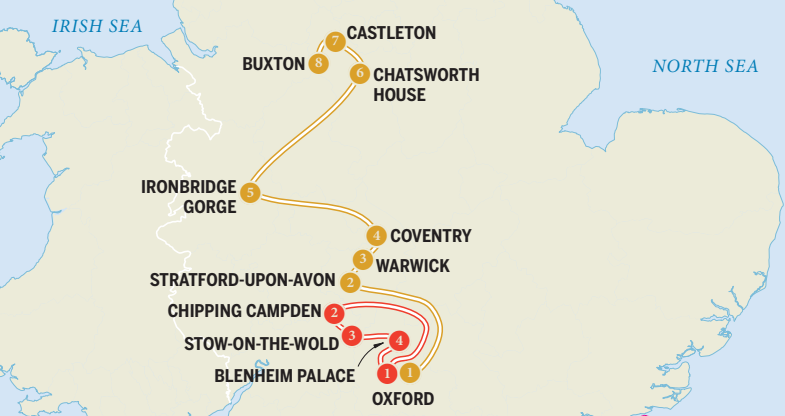 IRISH SEA
7
CASTLETON
BUXTON
8
NORTH SEA
6
CHATSWORTH
HOUSE
IRONBRIDGE
GORGE
5
4
COVENTRY
3
WARWICK
STRATFORD-UPON-AVON
2
CHIPPING CAMPDEN
2
STOW-ON-THE-WOLD
3
4
BLENHEIM PALACE
1
1
OXFORD